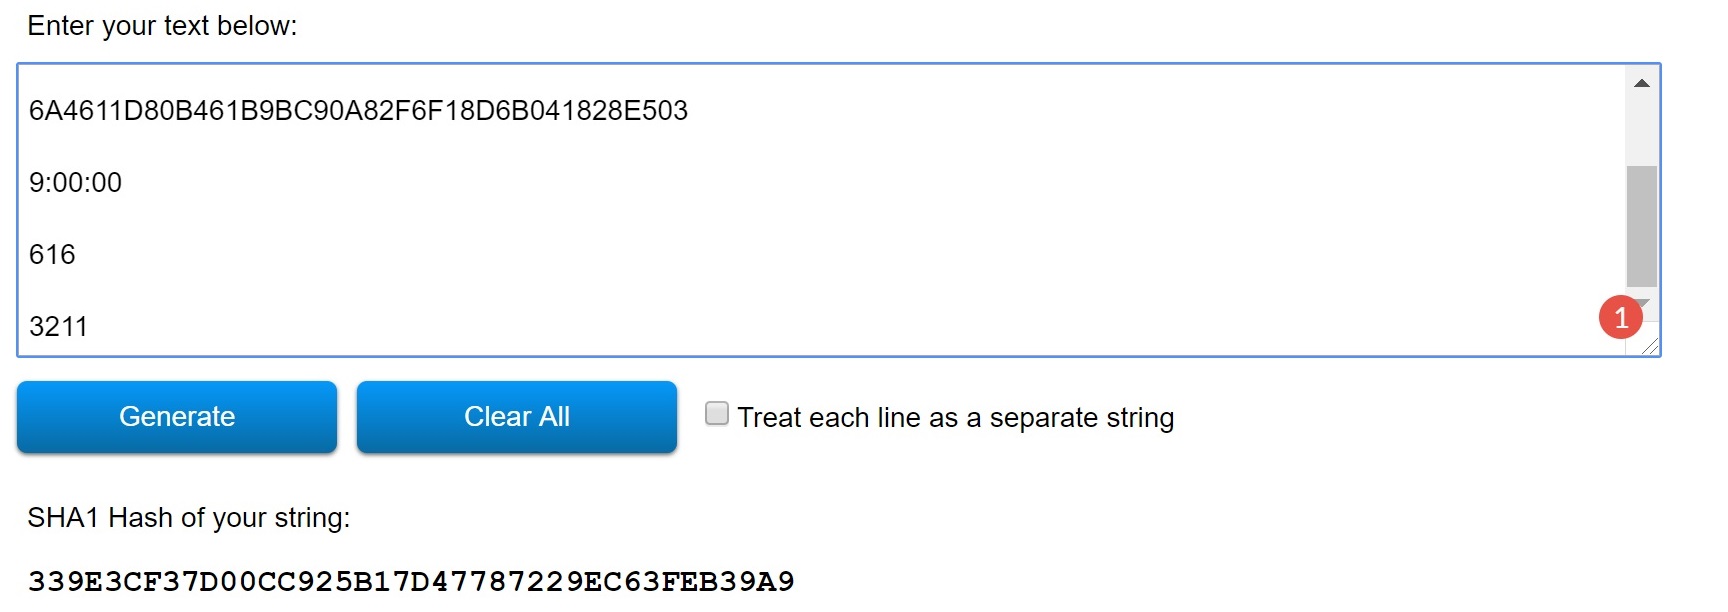 Enter your text below:
6A4611D80B461B9BC90A82F6F18D6B041828E503
9:00:00
616
3211
1
Generate
Clear All
Treat each line as a separate string
SHA1 Hash of your string:
339E3CF37D00CC925B17D47787229EC63FEB39A9